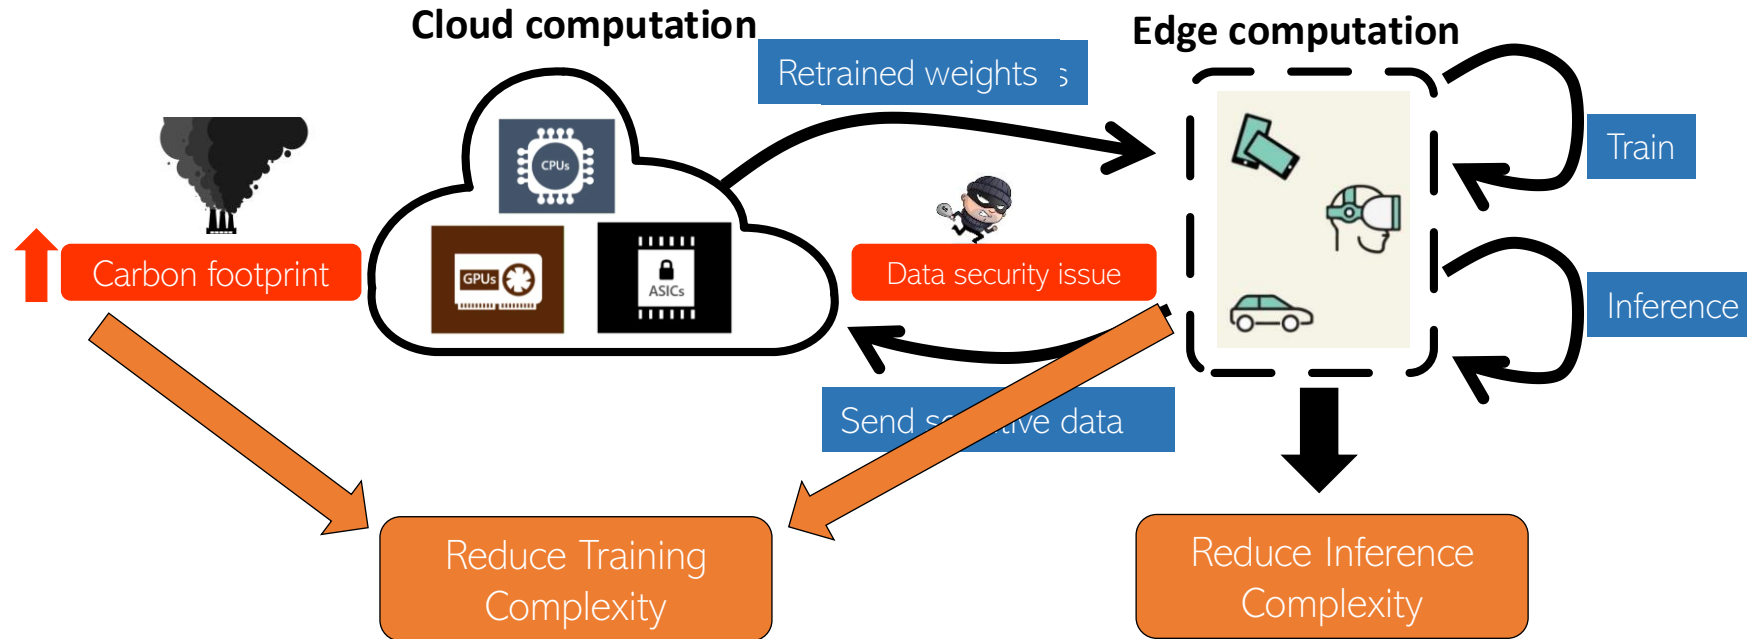 Cloud computation
Edge computation
Retrained weights s
Train
CPUs
Carbon footprint
GPUs
ASICs
Data security issue
Inference
Send data
Reduce Training
Complexity
Reduce Inference
Complexity